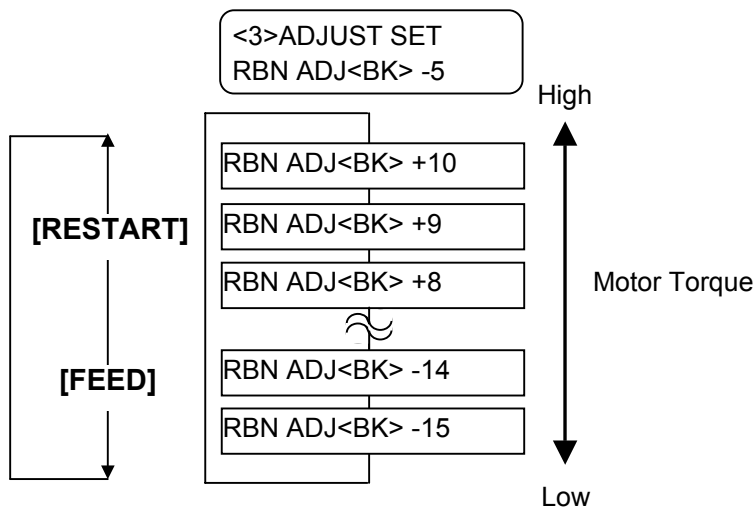 <3>ADJUST SET
RBN ADJ<BK> -5
High
RBN ADJ<BK> +10
[RESTART]
RBN ADJ<BK> +9
RBN ADJ<BK> +8
Motor Torque
[FEED]
RBN ADJ<BK> -14
RBN ADJ<BK> -15
Low